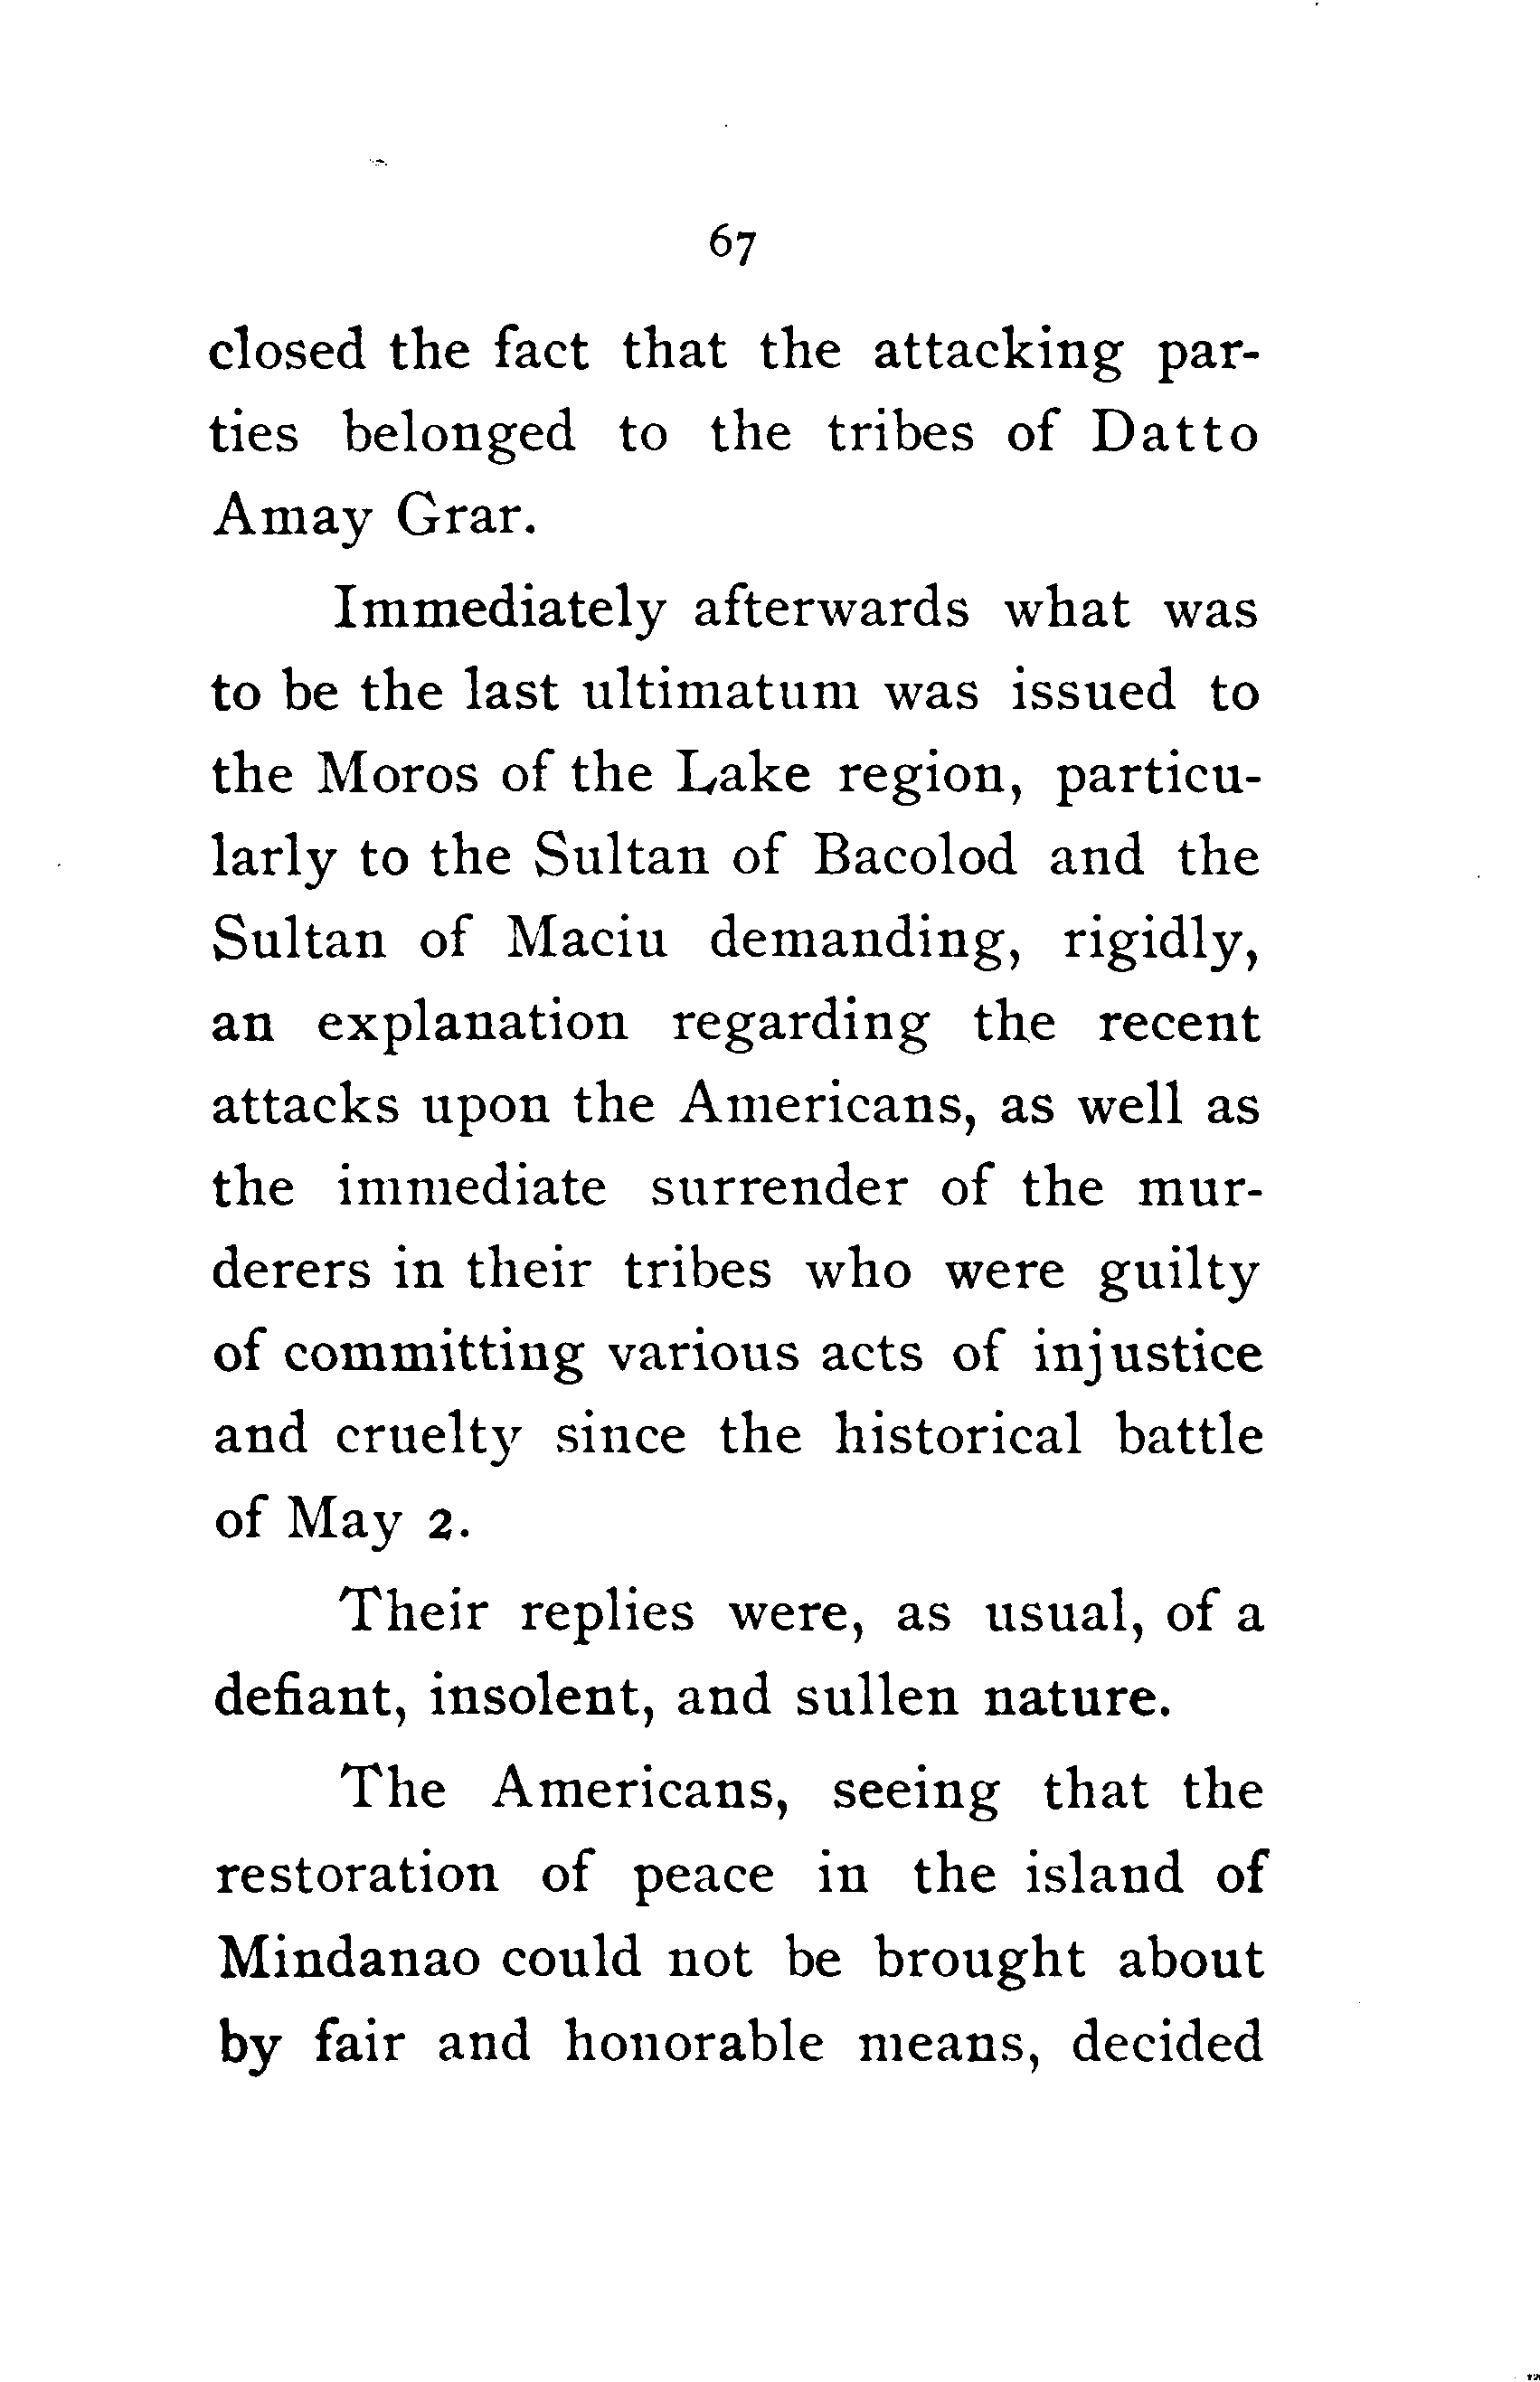 67
closed the fact that the attacking par-
ties belonged to the tribes of Datto
Amay Grar.
Immediately afterwards what was
to be the last ultimatum was issued to
the Moros of the Lake region, particu-
larly to the Sultan of Bacolod and the
Sultan of Maciu demanding, rigidly,
an explanation regarding the recent
attacks upon the Americans, as well as
the immediate surrender of the mur-
derers in their tribes who were guilty
of committing various acts of injustice
and cruelty since the historical battle
of May 2.
Their replies were, as usual, of a
defiant, insolent, and sullen nature.
The Americans, seeing that the
restoration of peace in the island of
Mindanao could not be brought about
by fair and honorable means, decided